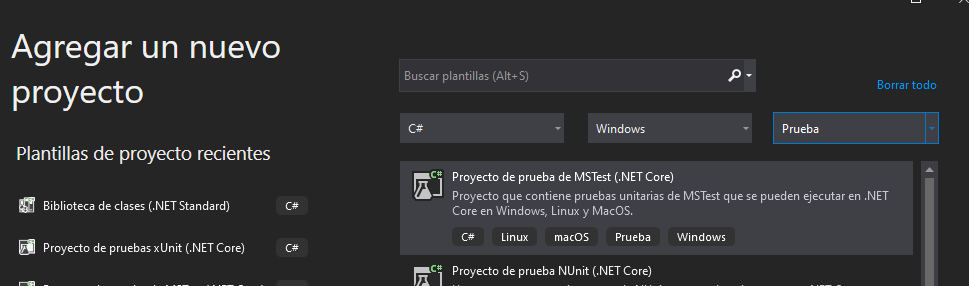 Agregar un nuevo
proyecto
Plantillas de proyecto recientes
Biblioteca de clases (.NET Standard) C#
Proyecto de pruebas xUnit (.NET Core) C#
Buscar plantillas (Alt+S)
Borrar todo
C# Windows Prueba
Proyecto de prueba de MSTest (.NET Core)
Proyecto que contiene pruebas unitarias de MSTest que se pueden ejecutar en .NET
Core en Windows, Linux y MacOS.
C# Linux macOS Prueba Windows
Proyecto de prueba NUnit (.NET Core)